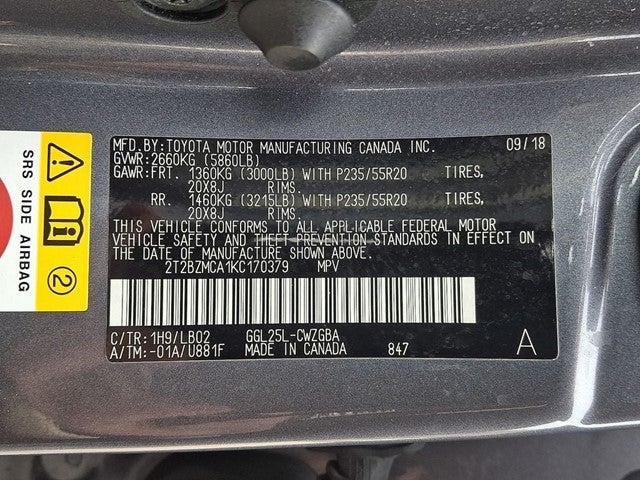 MFD.BY:TOYOTA MOTOR MANUFACTURING CANADA INC. 09/18
GVWR:2660KG (5860LB)
GAWR:FRT. 1360KG (3000LB) WITH P235/55R20 TIRES,
20X8J RIMS.
RR. 1460KG (3215LB) WITH P235/55R20 TIRES,
20X8J RIMS.
THIS VEHICLE CONFORMS TO ALL APPLICABLE FEDERAL MOTOR
VEHICLE SAFETY AND THEFT PREVENTION STANDARDS IN EFFECT ON
THE DATE OF MANUFACTURE SHOWN ABOVE.
2T2BZMCA1KC170379 MPV
C/TR: 1H9/LB02 GGL25L-CWZGBA
A/TM: -01A/U881F MADE IN CANADA 847 A
SRS SIDE AIRBAG
2